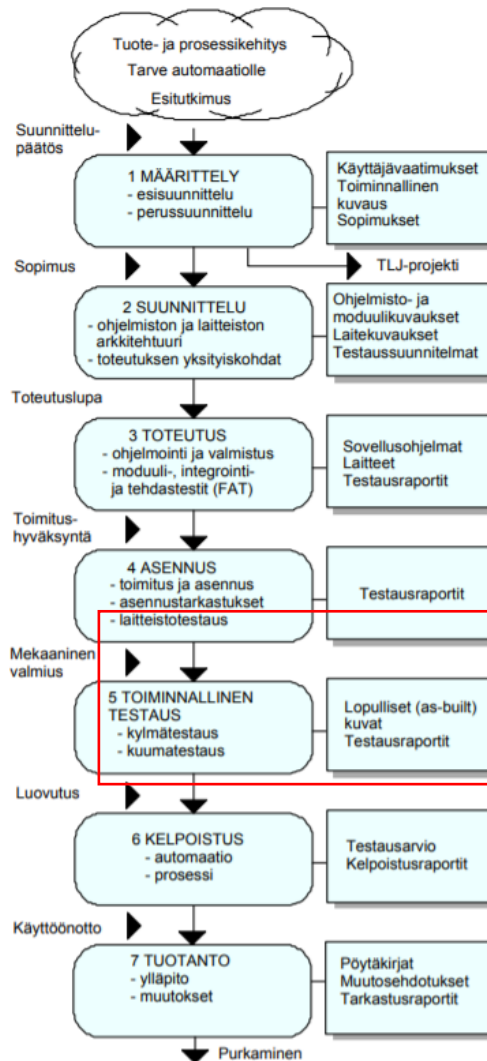 Tuote- ja prosessikehitys
Tarve automaatiolle
Esitutkimus
Suunnittelu-
päätös
1 MÄÄRITTELY
- esisuunnittelu
- perussuunnittelu
Käyttäjävaatimukset
Toiminnallinen
kuvaus
Sopimukset
Sopimus
TLJ-projekti
2 SUUNNITTELU
- ohjelmiston ja laitteiston
arkkitehtuuri
- toteutuksen yksityiskohdat
Ohjelmisto- ja
moduulikuvaukset
Laitekuvaukset
Testaussuunnitelmat
Toteutuslupa
3 TOTEUTUS
- ohjelmointi ja valmistus
- moduuli-, integrointi-
ja tehdastestit (FAT)
Sovellusohjelmat
Laitteet
Testausraportit
Toimitus-
hyväksyntä
4 ASENNUS
- toimitus ja asennus
- asennustarkastukset
- laitteistotestaus
Testausraportit
Mekaaninen
valmius
5 TOIMINNALLINEN
TESTAUS
- kylmätestaus
- kuumatestaus
Lopulliset (as-built)
kuvat
Testausraportit
Luovutus
6 KELPOISTUS
- automaatio
- prosessi
Testausarvio
Kelpoistusraportit
Käyttöönotto
7 TUOTANTO
- ylläpito
- muutokset
Pöytäkirjat
Muutosehdotukset
Tarkastusraportit
Purkaminen